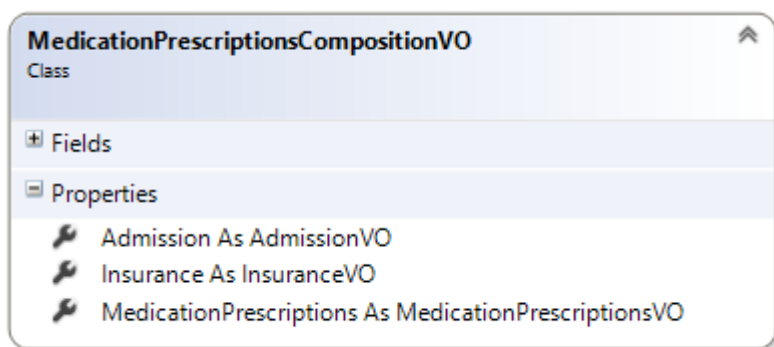 MedicationPrescriptionsCompositionVO
Class
Fields
Properties
Admission As AdmissionVO
Insurance As InsuranceVO
MedicationPrescriptions As MedicationPrescriptionsVO